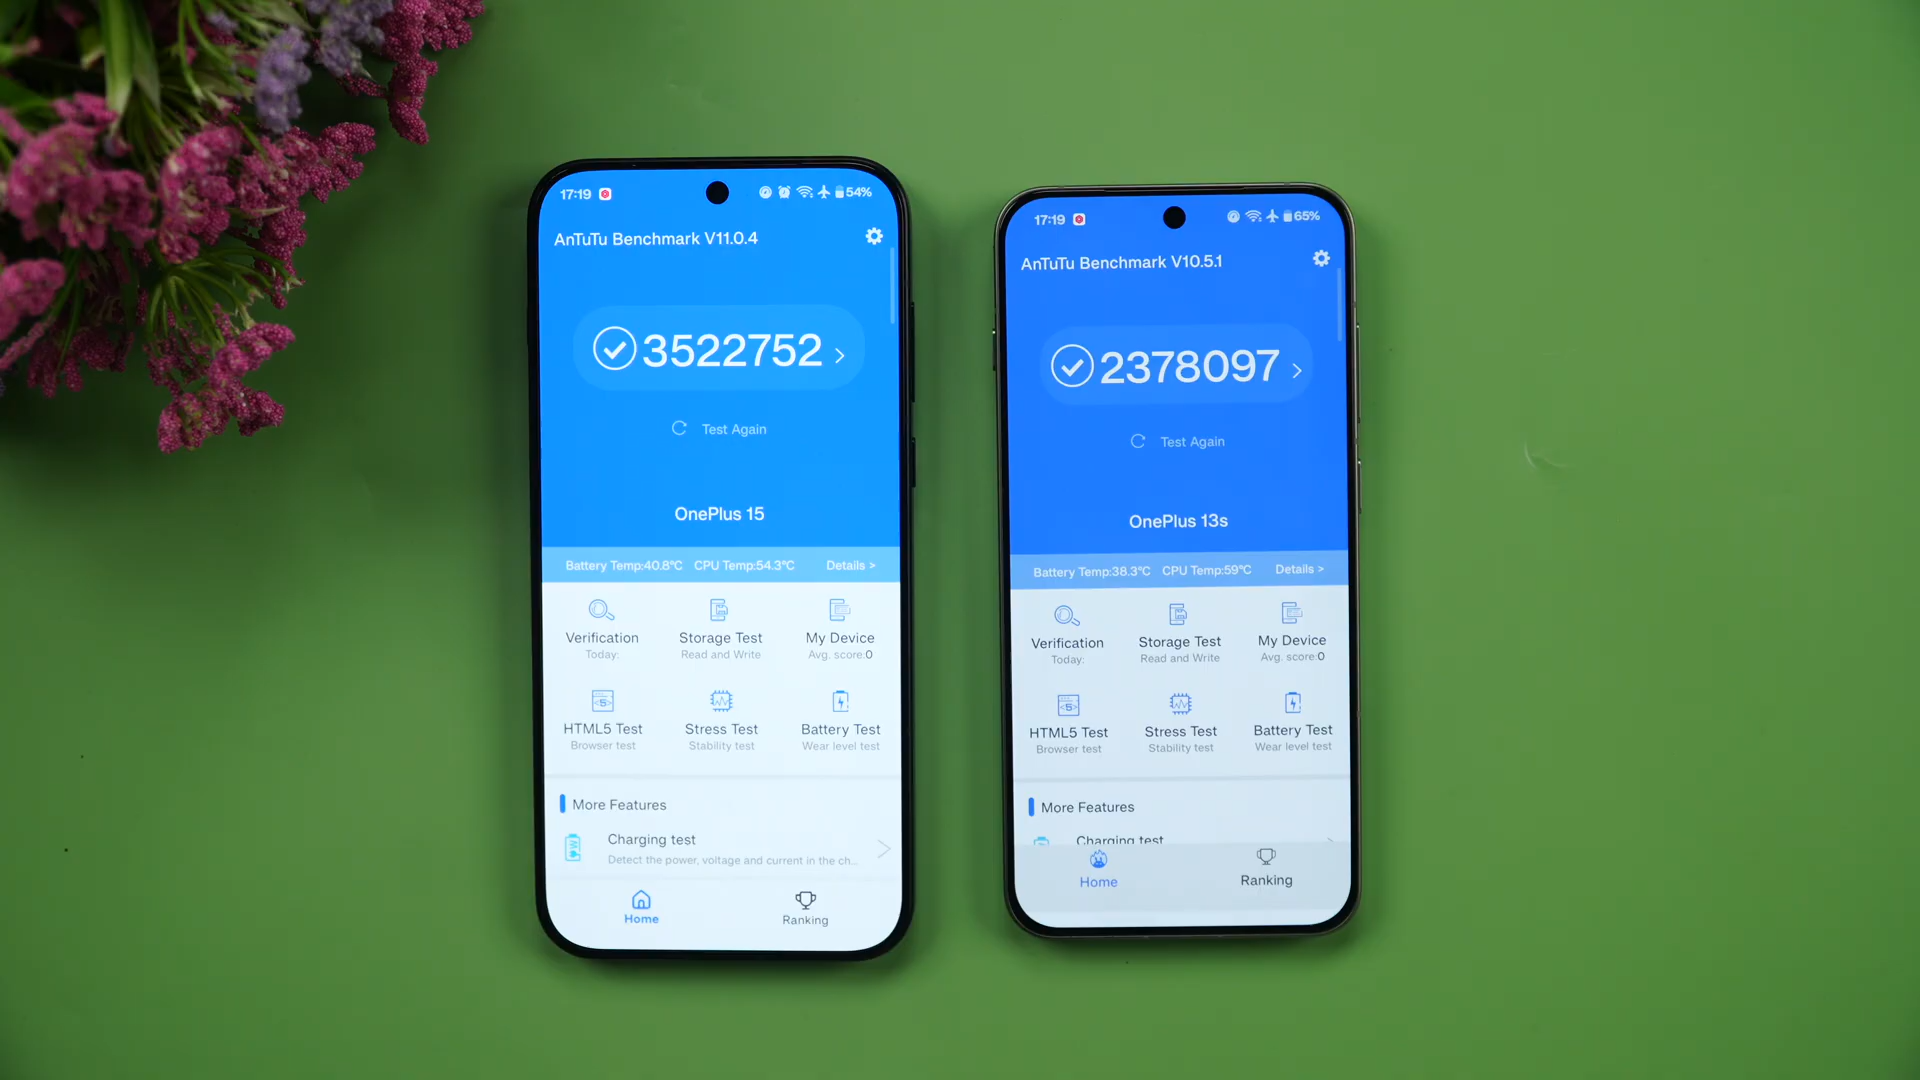 17:19 54%
AnTuTu Benchmark V11.0.4
3522752 >
Test Again
OnePlus 15
Battery Temp:40.8°C CPU Temp:54.3°C Details >
Verification Storage Test My Device
Today: Read and Write Avg. score:0
HTML5 Test Stress Test Battery Test
Browser test Stability test Wear level test
More Features
Charging test
Detect the power, voltage and current in the ch...
Home Ranking
17:19 65%
AnTuTu Benchmark V10.5.1
2378097 >
Test Again
OnePlus 13s
Battery Temp:38.3°C CPU Temp:59°C Details >
Verification Storage Test My Device
Today: Read and Write Avg. score:0
HTML5 Test Stress Test Battery Test
Browser test Stability test Wear level test
More Features
Charging test
Home Ranking